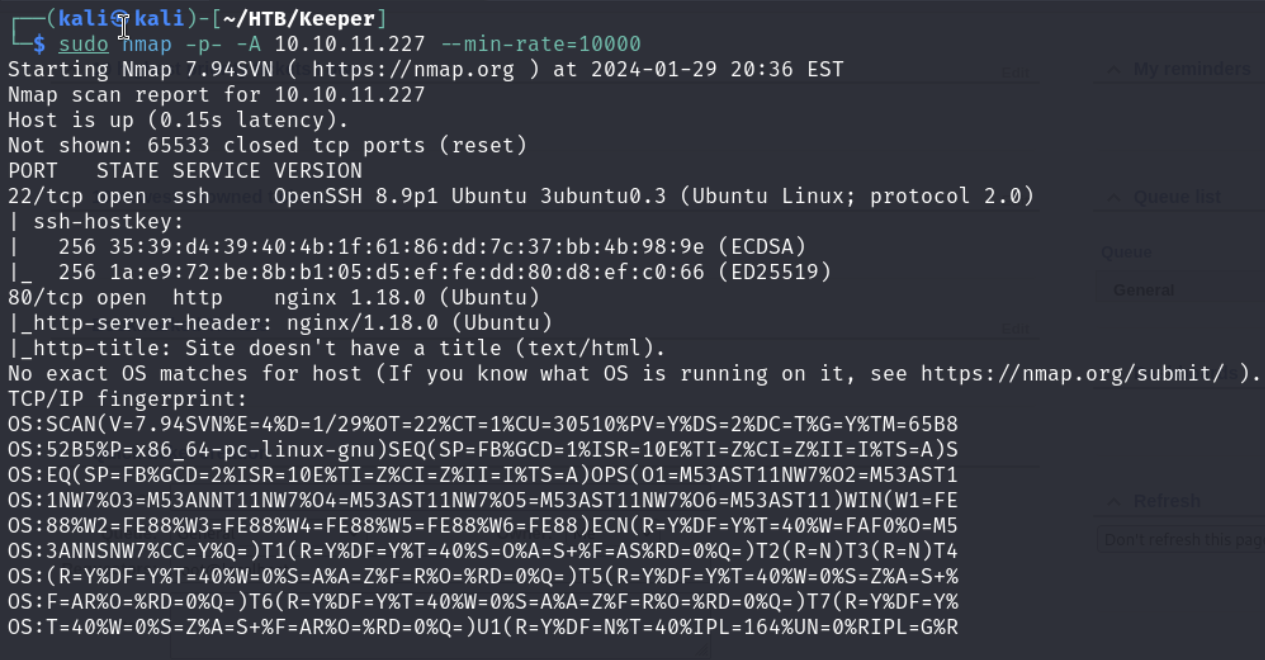 ┌──(kali㉿kali)-[~/HTB/Keeper]
└─$ sudo nmap -p- -A 10.10.11.227 --min-rate=10000
Starting Nmap 7.94SVN ( https://nmap.org ) at 2024-01-29 20:36 EST
Nmap scan report for 10.10.11.227
Host is up (0.15s latency).
Not shown: 65533 closed tcp ports (reset)
PORT   STATE SERVICE VERSION
22/tcp open  ssh     OpenSSH 8.9p1 Ubuntu 3ubuntu0.3 (Ubuntu Linux; protocol 2.0)
| ssh-hostkey:
|   256 35:39:d4:39:40:4b:1f:61:86:dd:7c:37:bb:4b:98:9e (ECDSA)
|_  256 1a:e9:72:be:8b:b1:05:d5:ef:fe:dd:80:d8:ef:c0:66 (ED25519)
80/tcp open  http    nginx 1.18.0 (Ubuntu)
|_http-server-header: nginx/1.18.0 (Ubuntu)
|_http-title: Site doesn't have a title (text/html).
No exact OS matches for host (If you know what OS is running on it, see https://nmap.org/submit/ ).
TCP/IP fingerprint:
OS:SCAN(V=7.94SVN%E=4%D=1/29%OT=22%CT=1%CU=30510%PV=Y%DS=2%DC=T%G=Y%TM=65B8
OS:52B5%P=x86_64-pc-linux-gnu)SEQ(SP=FB%GCD=1%ISR=10E%TI=Z%CI=Z%II=I%TS=A)S
OS:EQ(SP=FB%GCD=2%ISR=10E%TI=Z%CI=Z%II=I%TS=A)OPS(O1=M53AST11NW7%O2=M53AST1
OS:1NW7%O3=M53ANNT11NW7%O4=M53AST11NW7%O5=M53AST11NW7%O6=M53AST11)WIN(W1=FE
OS:88%W2=FE88%W3=FE88%W4=FE88%W5=FE88%W6=FE88)ECN(R=Y%DF=Y%T=40%W=FAF0%O=M5
OS:3ANNSNW7%CC=Y%Q=)T1(R=Y%DF=Y%T=40%S=O%A=S+%F=AS%RD=0%Q=)T2(R=N)T3(R=N)T4
OS:(R=Y%DF=Y%T=40%W=0%S=A%A=Z%F=R%O=%RD=0%Q=)T5(R=Y%DF=Y%T=40%W=0%S=Z%A=S+%
OS:F=AR%O=%RD=0%Q=)T6(R=Y%DF=Y%T=40%W=0%S=A%A=Z%F=R%O=%RD=0%Q=)T7(R=Y%DF=Y%
OS:T=40%W=0%S=Z%A=S+%F=AR%O=%RD=0%Q=)U1(R=Y%DF=N%T=40%IPL=164%UN=0%RIPL=G%R
My reminders
Edit
Queue list
Queue
General
Edit
Refresh
Don't refresh this page